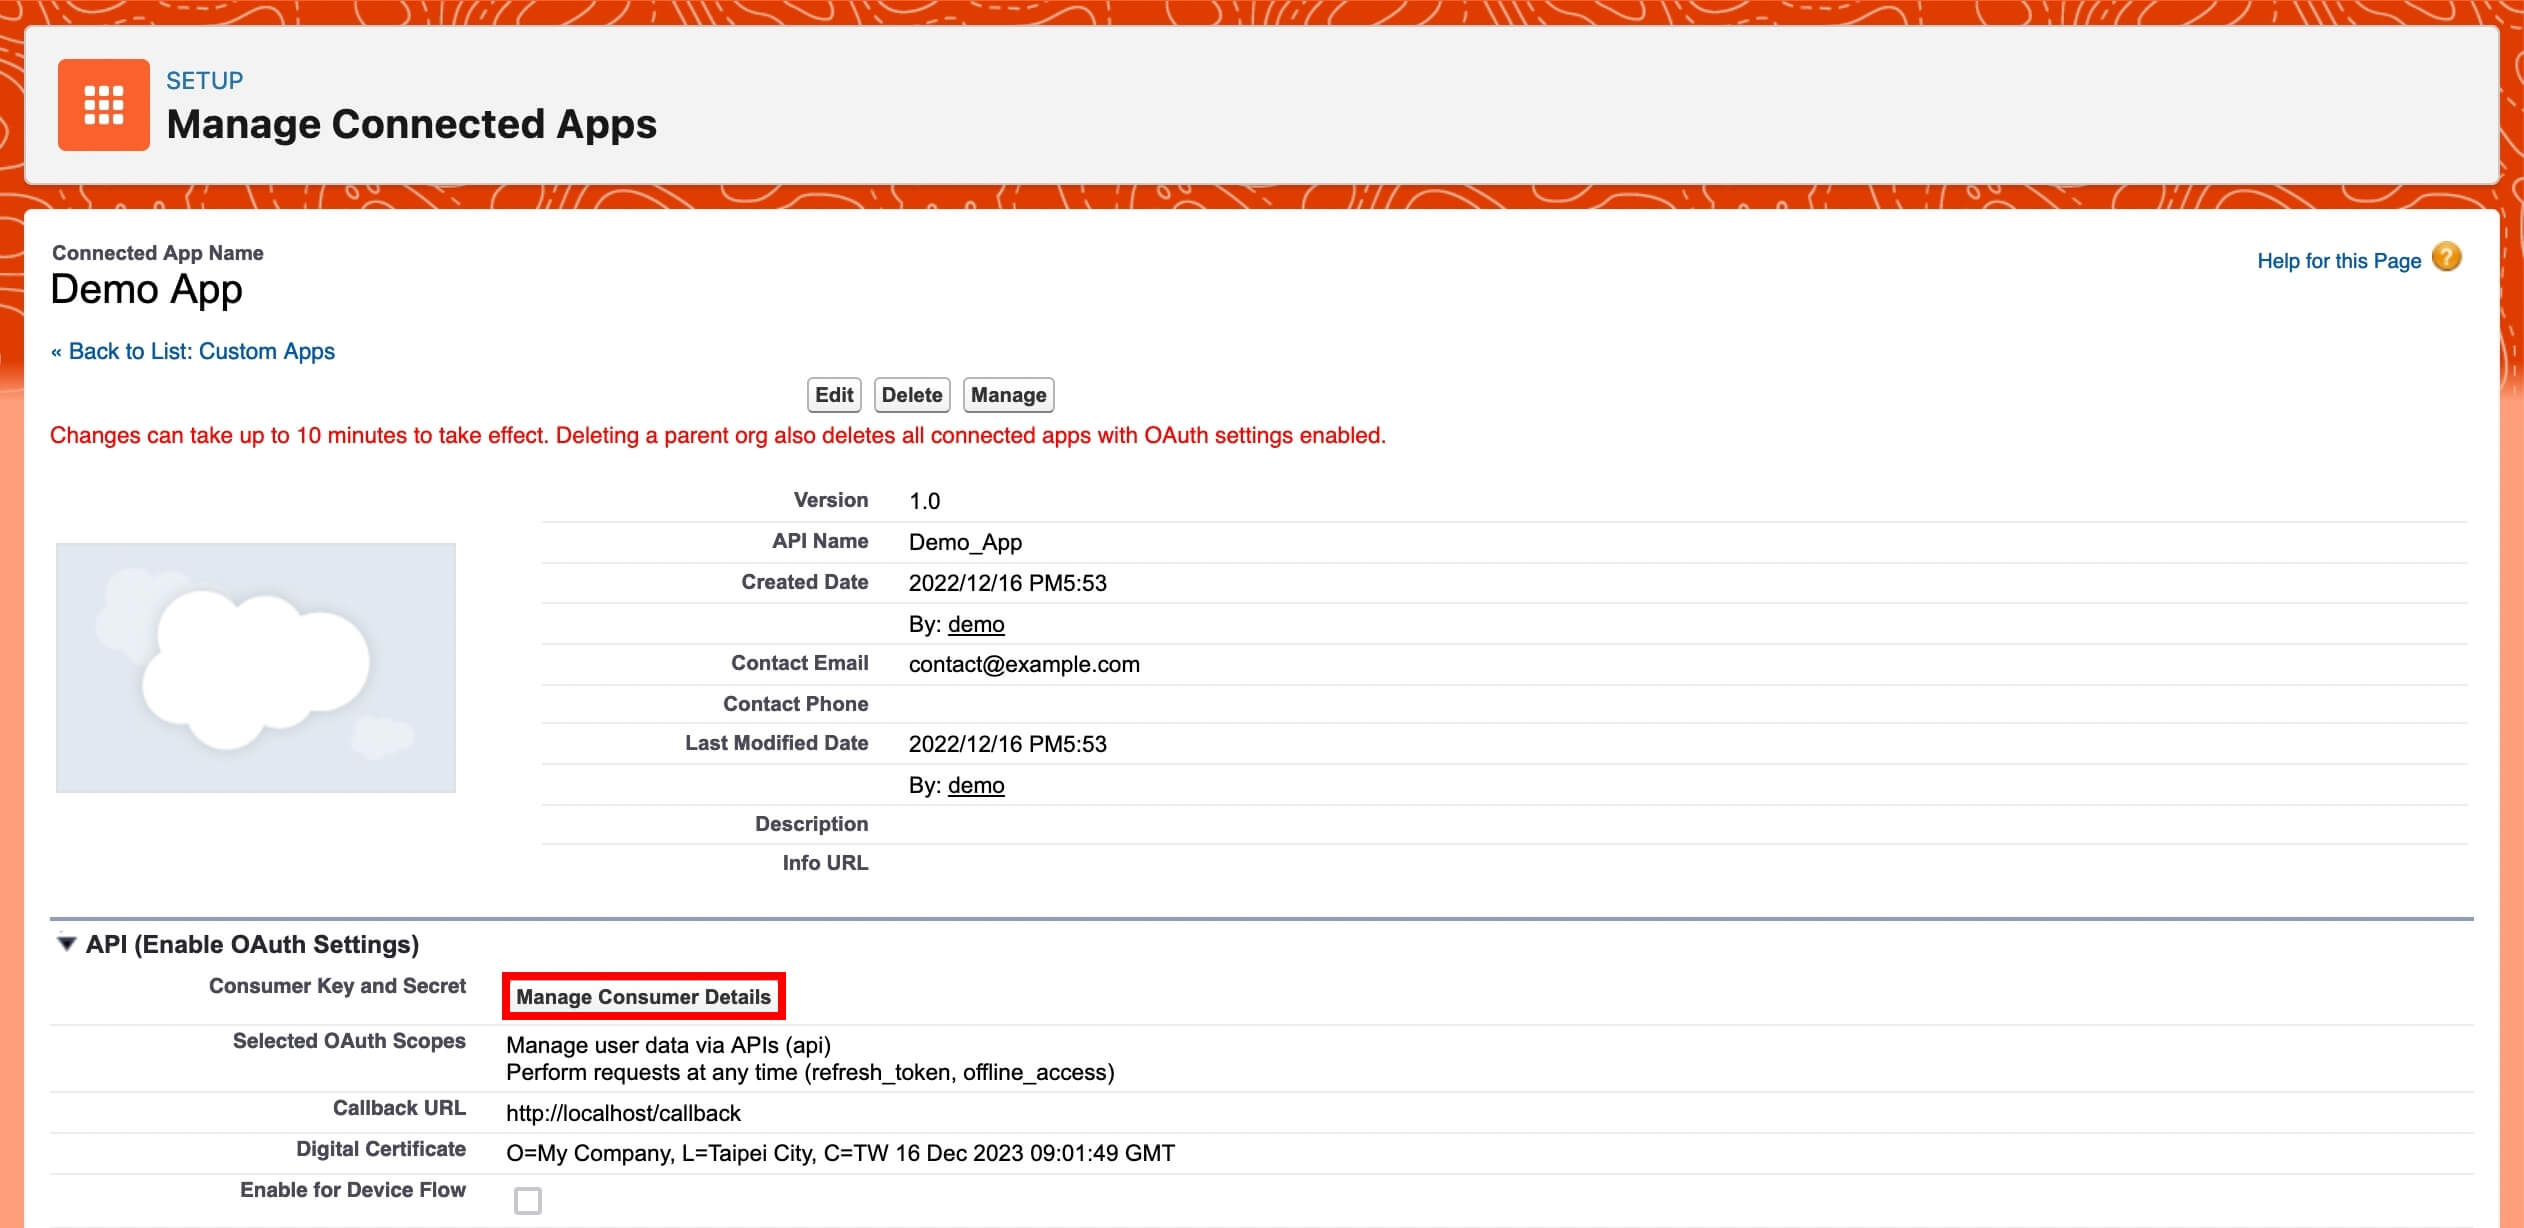 SETUP
Manage Connected Apps
Connected App Name
Demo App
Help for this Page
« Back to List: Custom Apps
Edit Delete Manage
Changes can take up to 10 minutes to take effect. Deleting a parent org also deletes all connected apps with OAuth settings enabled.
Version 1.0
API Name Demo_App
Created Date 2022/12/16 PM5:53
By: demo
Contact Email contact@example.com
Contact Phone
Last Modified Date 2022/12/16 PM5:53
By: demo
Description
Info URL
API (Enable OAuth Settings)
Consumer Key and Secret Manage Consumer Details
Selected OAuth Scopes Manage user data via APIs (api)
Perform requests at any time (refresh_token, offline_access)
Callback URL http://localhost/callback
Digital Certificate O=My Company, L=Taipei City, C=TW 16 Dec 2023 09:01:49 GMT
Enable for Device Flow